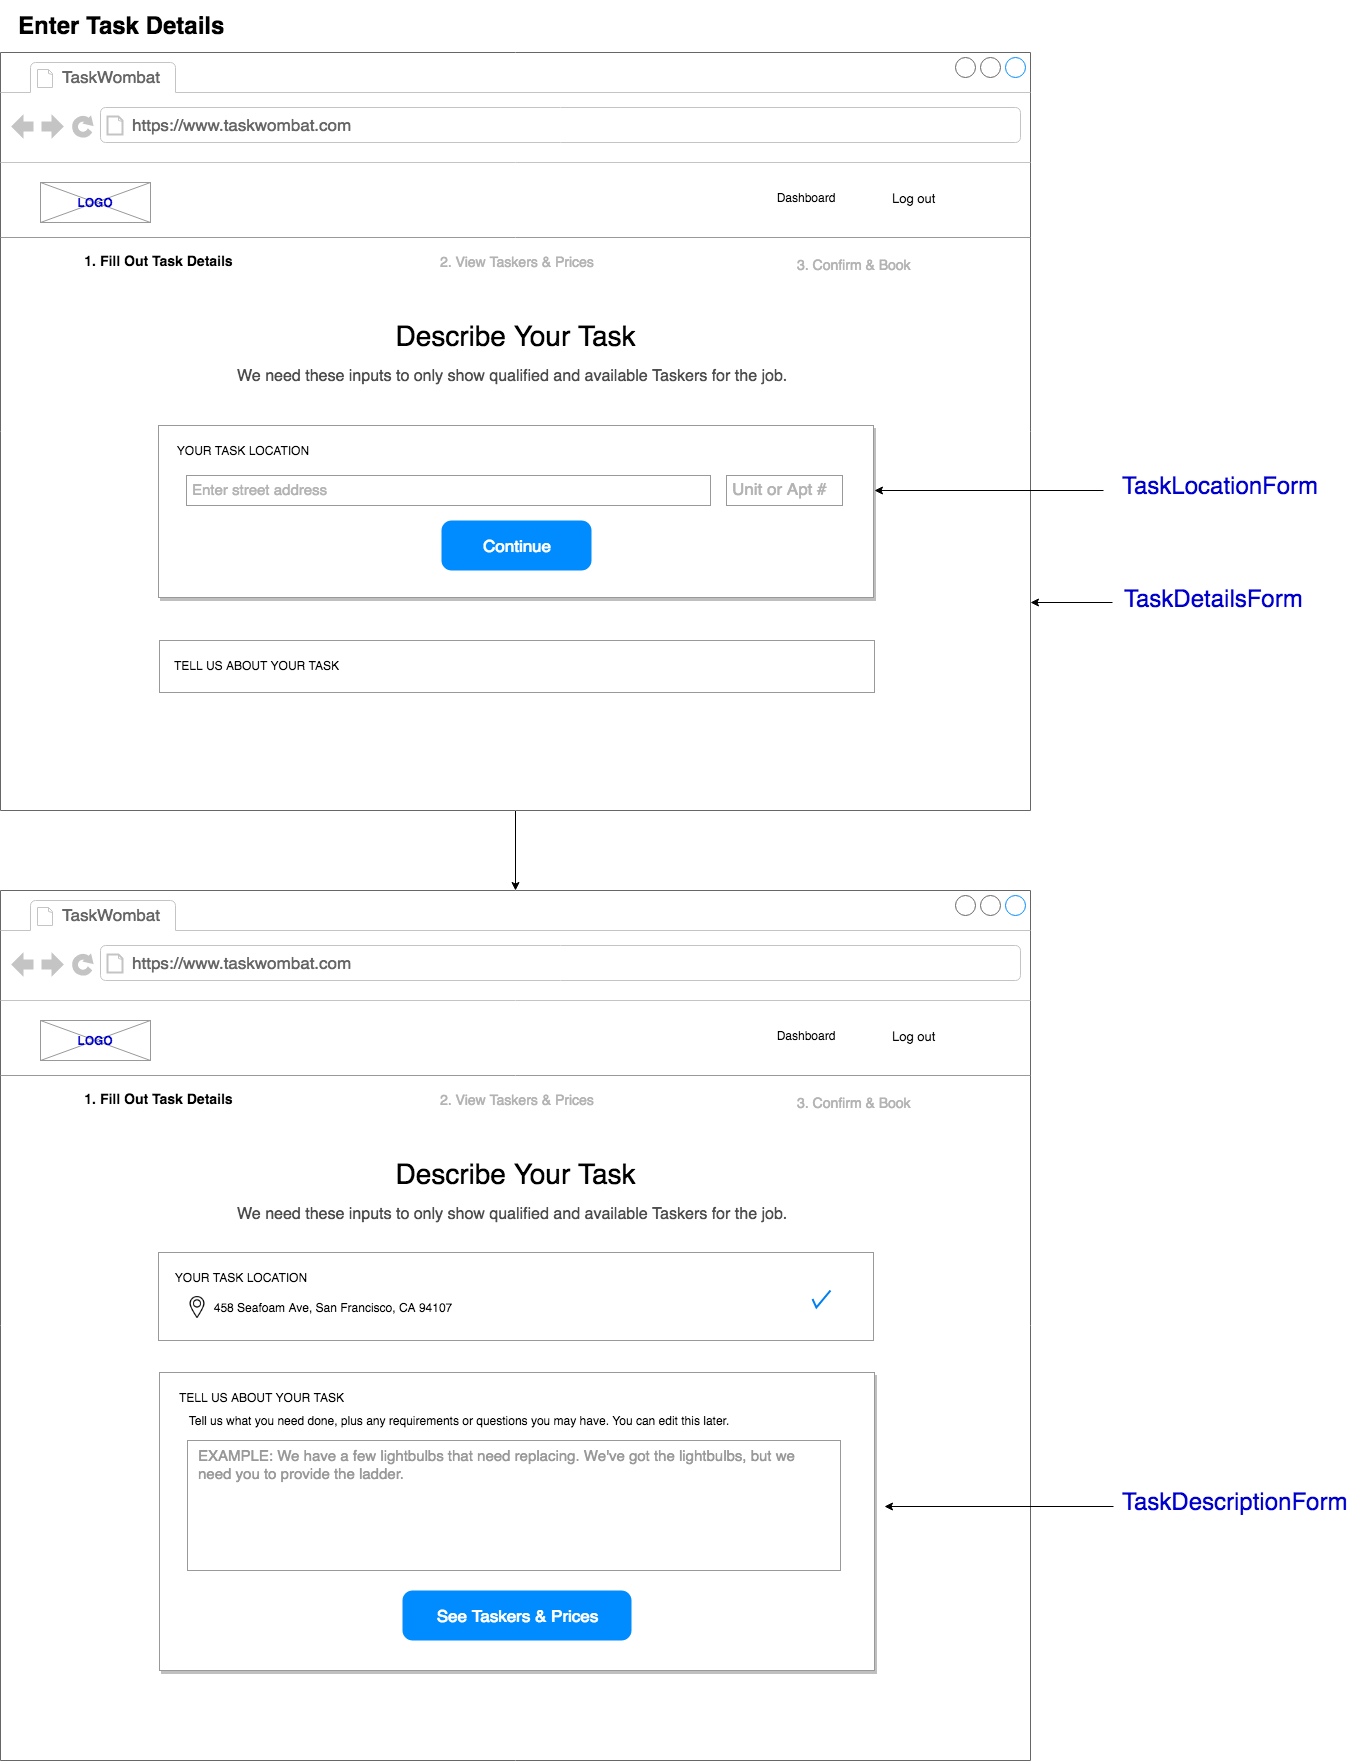 Enter Task Details
TaskWombat
https://www.taskwombat.com
LOGO
Dashboard
Log out
1. Fill Out Task Details
2. View Taskers & Prices
3. Confirm & Book
Describe Your Task
We need these inputs to only show qualified and available Taskers for the job.
YOUR TASK LOCATION
Enter street address
Unit or Apt #
TaskLocationForm
Continue
TaskDetailsForm
TELL US ABOUT YOUR TASK
TaskWombat
https://www.taskwombat.com
LOGO
Dashboard
Log out
1. Fill Out Task Details
2. View Taskers & Prices
3. Confirm & Book
Describe Your Task
We need these inputs to only show qualified and available Taskers for the job.
YOUR TASK LOCATION
458 Seafoam Ave, San Francisco, CA 94107
TELL US ABOUT YOUR TASK
Tell us what you need done, plus any requirements or questions you may have. You can edit this later.
EXAMPLE: We have a few lightbulbs that need replacing. We've got the lightbulbs, but we
need you to provide the ladder.
TaskDescriptionForm
See Taskers & Prices